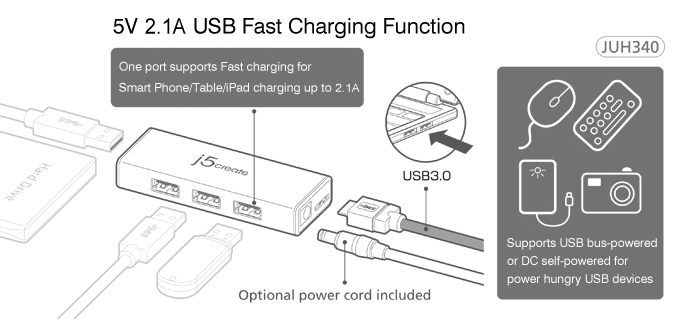 5V 2.1A USB Fast Charging Function
JUH340
One port supports Fast charging for
Smart Phone/Table/iPad charging up to 2.1A
Hard Drive
j5create
USB3.0
Optional power cord included
Supports USB bus-powered
or DC self-powered for
power hungry USB devices